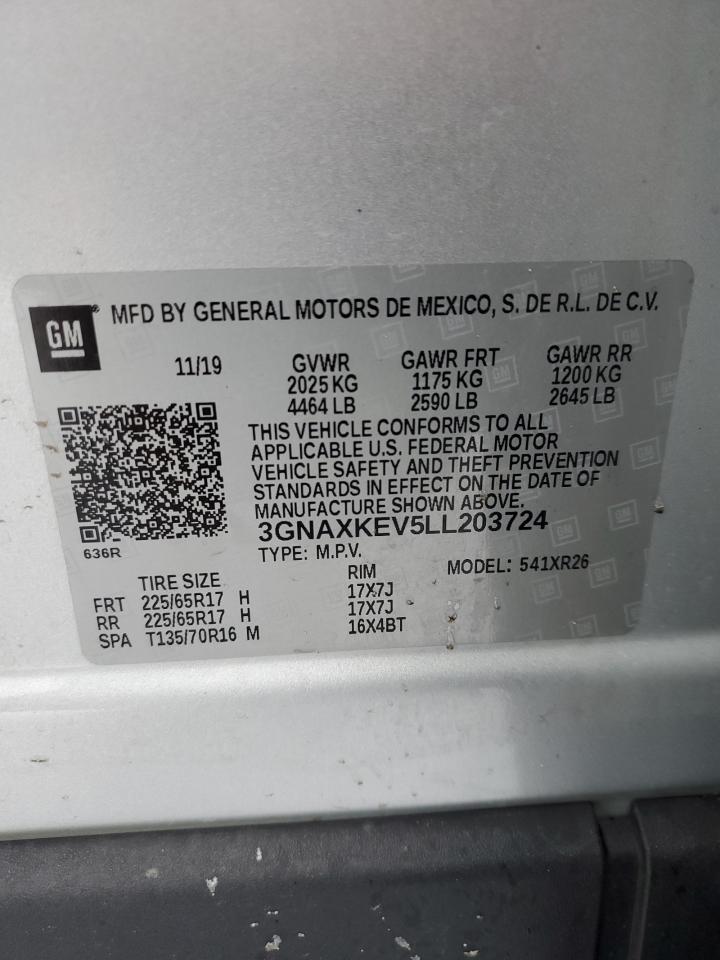 GM ® MFD BY GENERAL MOTORS DE MEXICO, S. DE R.L. DE C.V.
11/19 GVWR GAWR FRT GAWR RR
2025 KG 1175 KG 1200 KG
4464 LB 2590 LB 2645 LB
THIS VEHICLE CONFORMS TO ALL
APPLICABLE U.S. FEDERAL MOTOR
VEHICLE SAFETY AND THEFT PREVENTION
STANDARDS IN EFFECT ON THE DATE OF
MANUFACTURE SHOWN ABOVE.
3GNAXKEV5LL203724
636R
TYPE: M.P.V. MODEL: 541XR26
TIRE SIZE RIM
FRT 225/65R17 H 17X7J
RR 225/65R17 H 17X7J
SPA T135/70R16 M 16X4BT